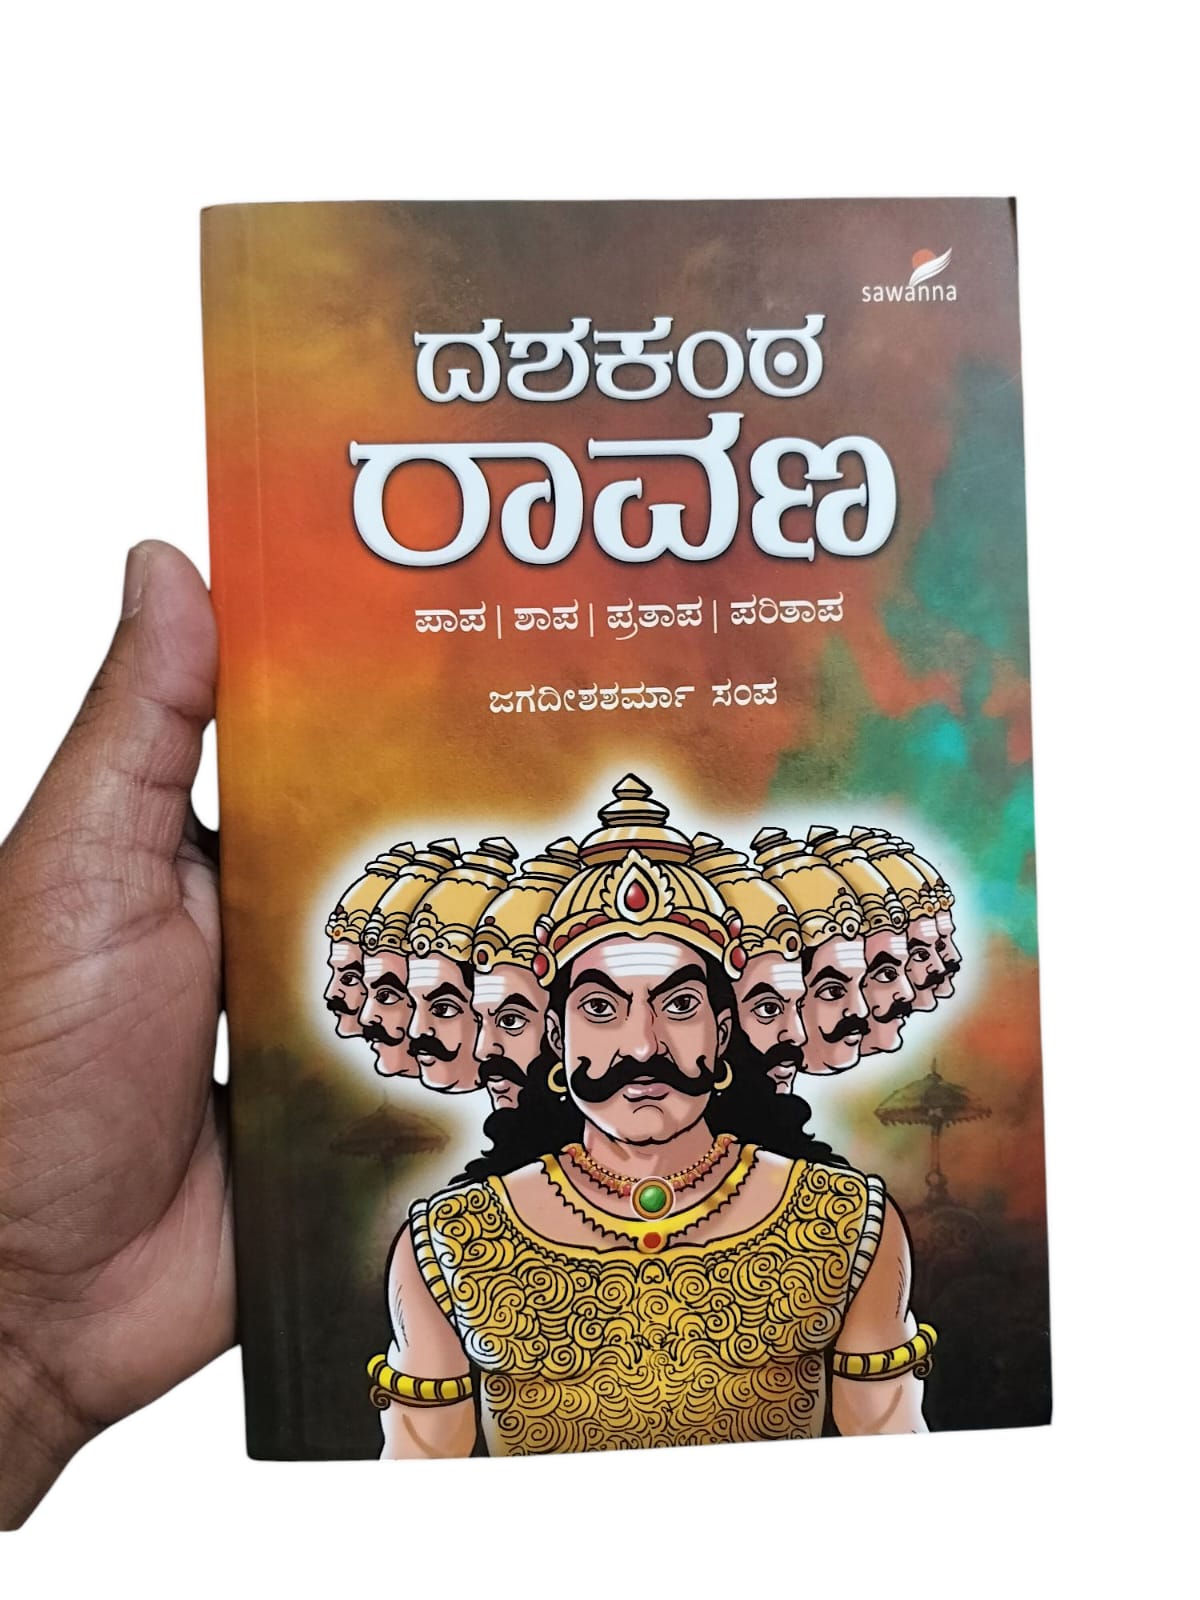 sawanna
ದಶಕಂಠ
ರಾವಣ
ಪಾಪ | ಶಾಪ | ಪ್ರತಾಪ | ಪರಿತಾಪ
ಜಗದೀಶಶರ್ಮಾ ಸಂಪ